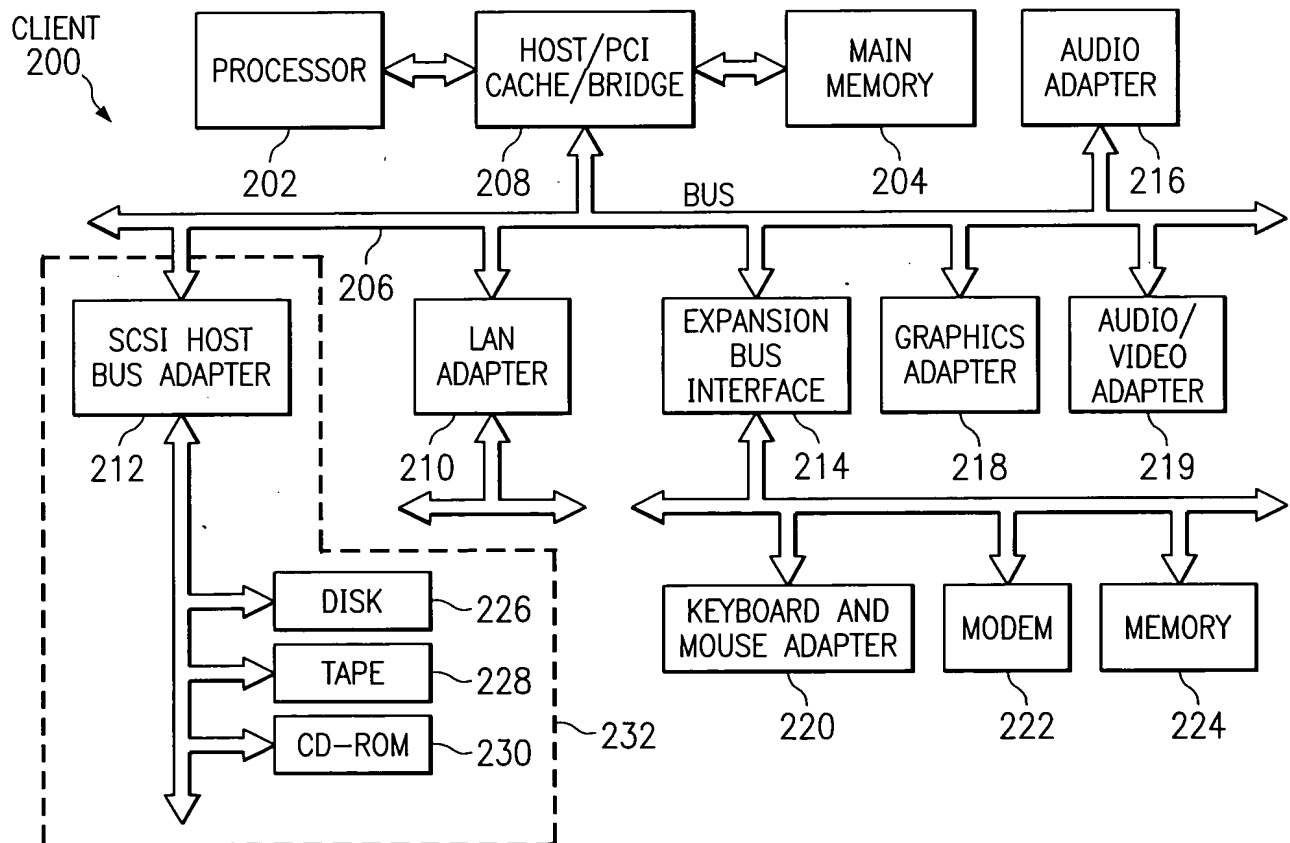 CLIENT
200
PROCESSOR
202
HOST/PCI
CACHE/BRIDGE
208
MAIN
MEMORY
204
AUDIO
ADAPTER
216
BUS
206
SCSI HOST
BUS ADAPTER
212
LAN
ADAPTER
210
EXPANSION
BUS
INTERFACE
214
GRAPHICS
ADAPTER
218
AUDIO/
VIDEO
ADAPTER
219
DISK
226
TAPE
228
CD-ROM
230
232
KEYBOARD AND
MOUSE ADAPTER
220
MODEM
222
MEMORY
224